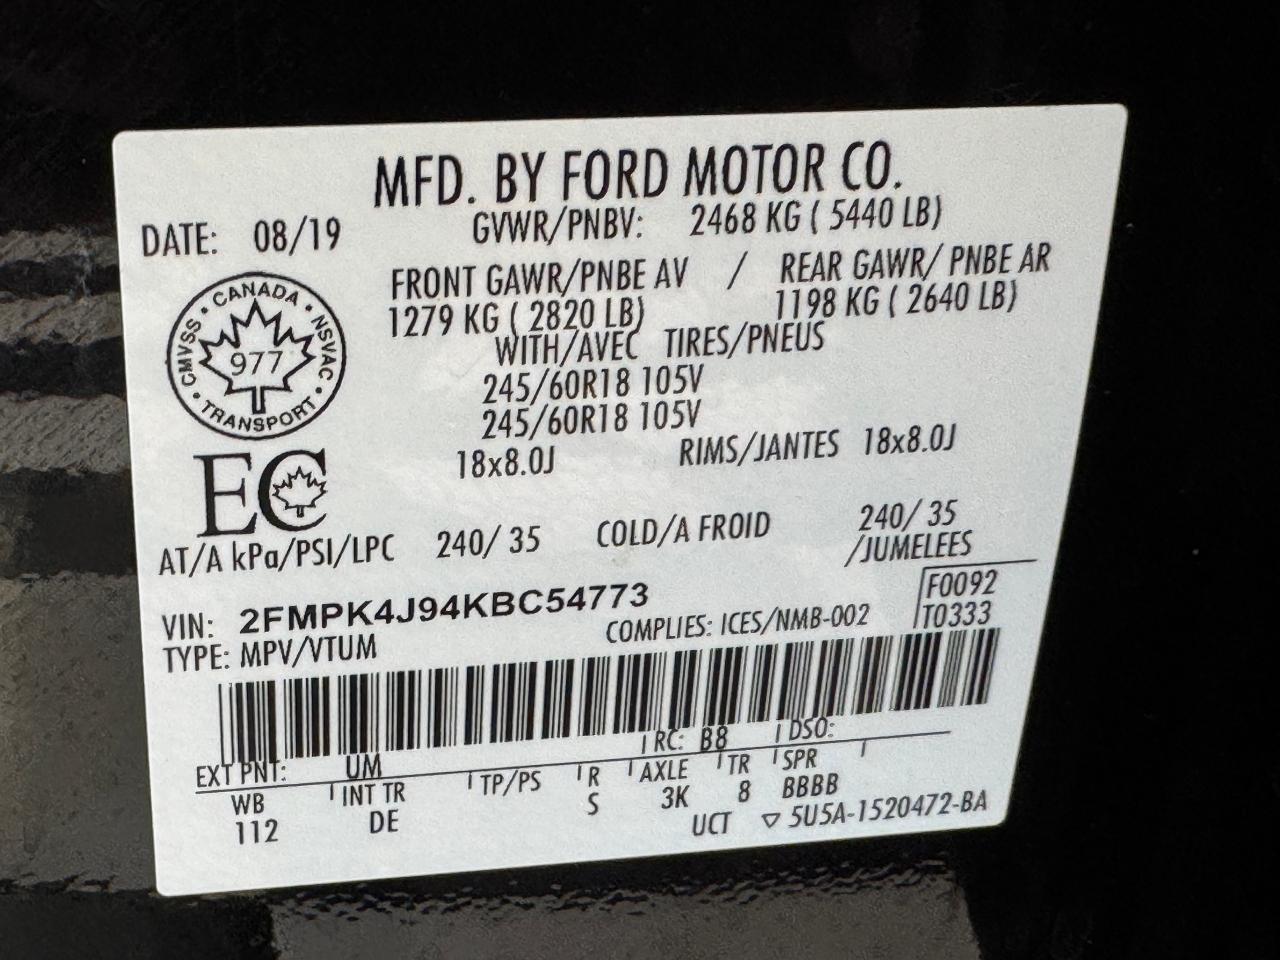 MFD. BY FORD MOTOR CO.
DATE: 08/19
GVWR/PNBV: 2468 KG ( 5440 LB)
FRONT GAWR/PNBE AV / REAR GAWR/ PNBE AR
1279 KG ( 2820 LB) 1198 KG ( 2640 LB)
WITH/AVEC TIRES/PNEUS
245/60R18 105V
245/60R18 105V
18x8.0J RIMS/JANTES 18x8.0J
CANADA
CMVSS NSVAC
977
TRANSPORT
EC
AT/A kPa/PSI/LPC 240/ 35 COLD/A FROID 240/ 35
/JUMELEES
VIN: 2FMPK4J94KBC54773
F0092
T0333
TYPE: MPV/VTUM COMPLIES: ICES/NMB-002
RC: B8 DSO:
EXT PNT: UM
WB INT TR TP/PS R AXLE TR SPR
112 DE S 3K 8 BBBB
UCT ▽ 5U5A-1520472-BA